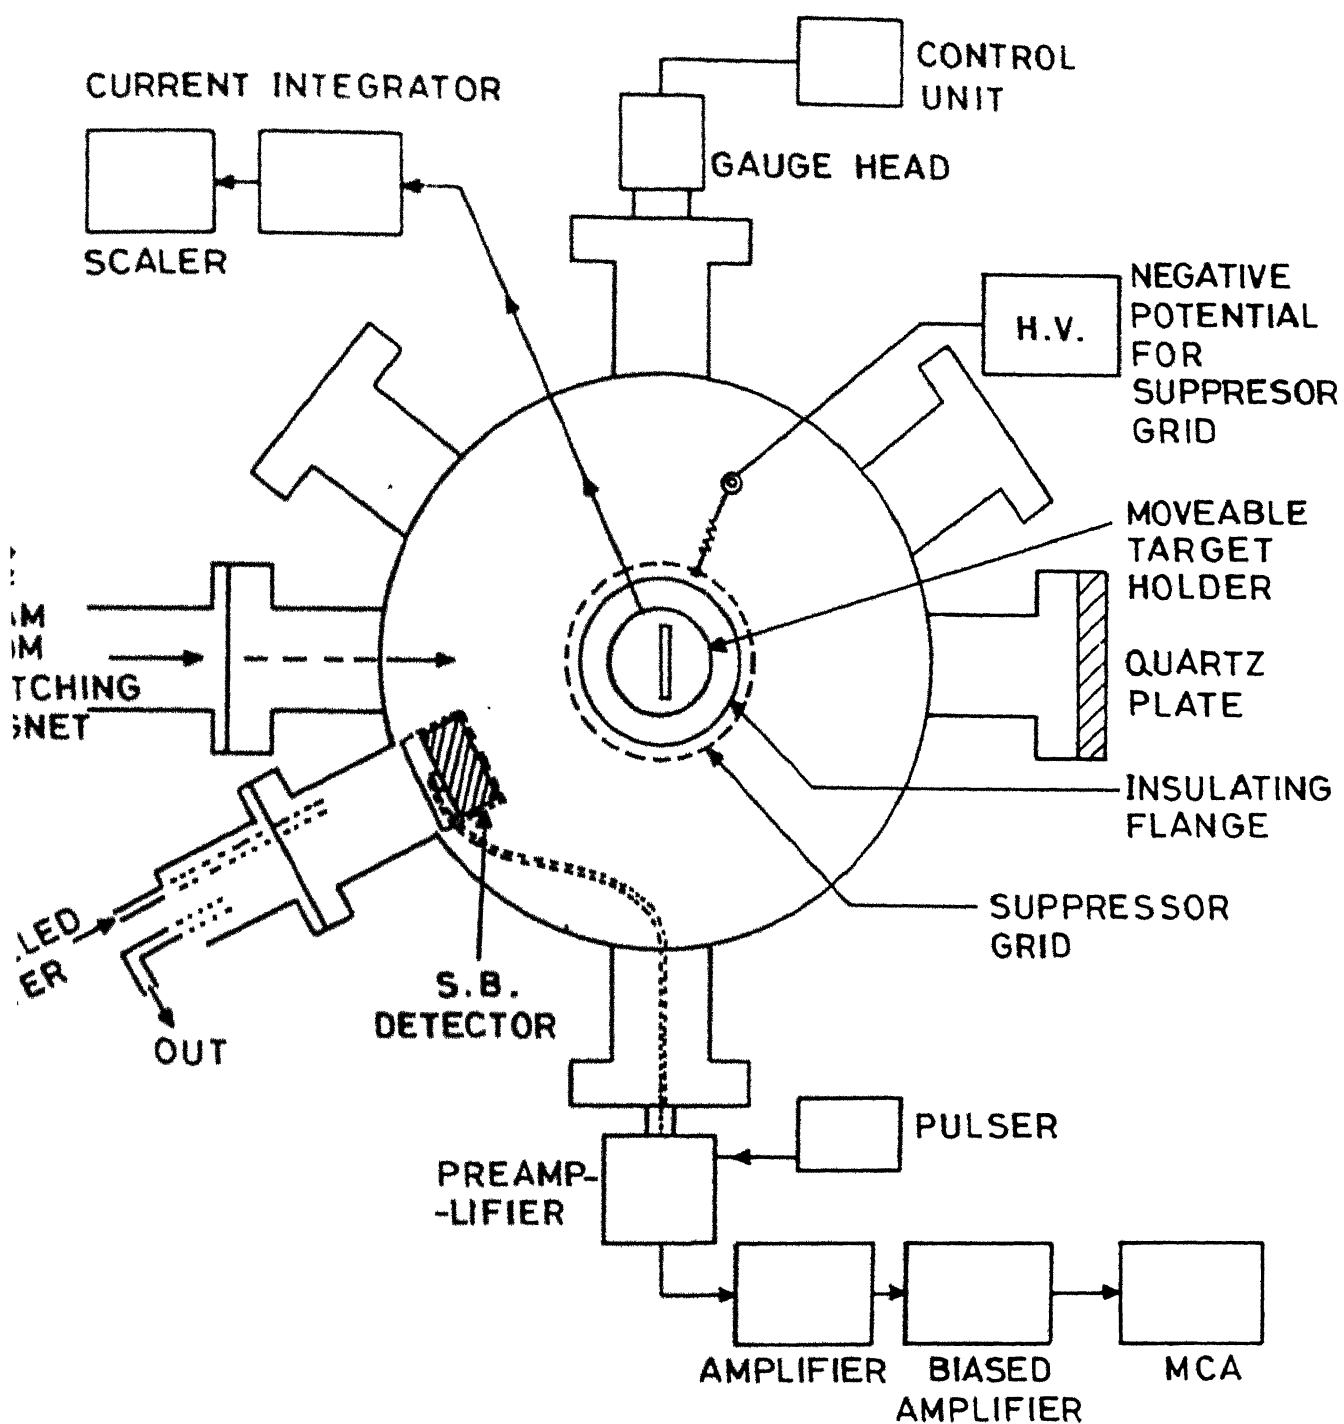 CONTROL
UNIT
CURRENT INTEGRATOR
GAUGE HEAD
SCALER
H.V.
NEGATIVE
POTENTIAL
FOR
SUPPRESOR
GRID
MOVEABLE
TARGET
HOLDER
QUARTZ
PLATE
INSULATING
FLANGE
SUPPRESSOR
GRID
S.B.
DETECTOR
OUT
PULSER
PREAMP-
-LIFIER
AMPLIFIER
BIASED
AMPLIFIER
MCA